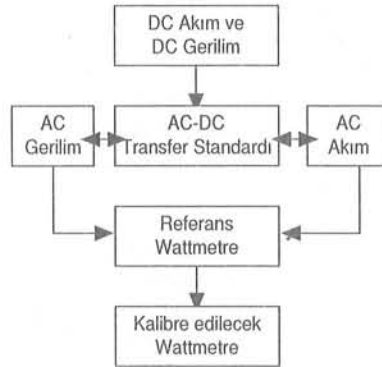 DC Akım ve
DC Gerilim
AC
Gerilim
AC-DC
Transfer Standardı
AC
Akım
Referans
Wattmetre
Kalibre edilecek
Wattmetre